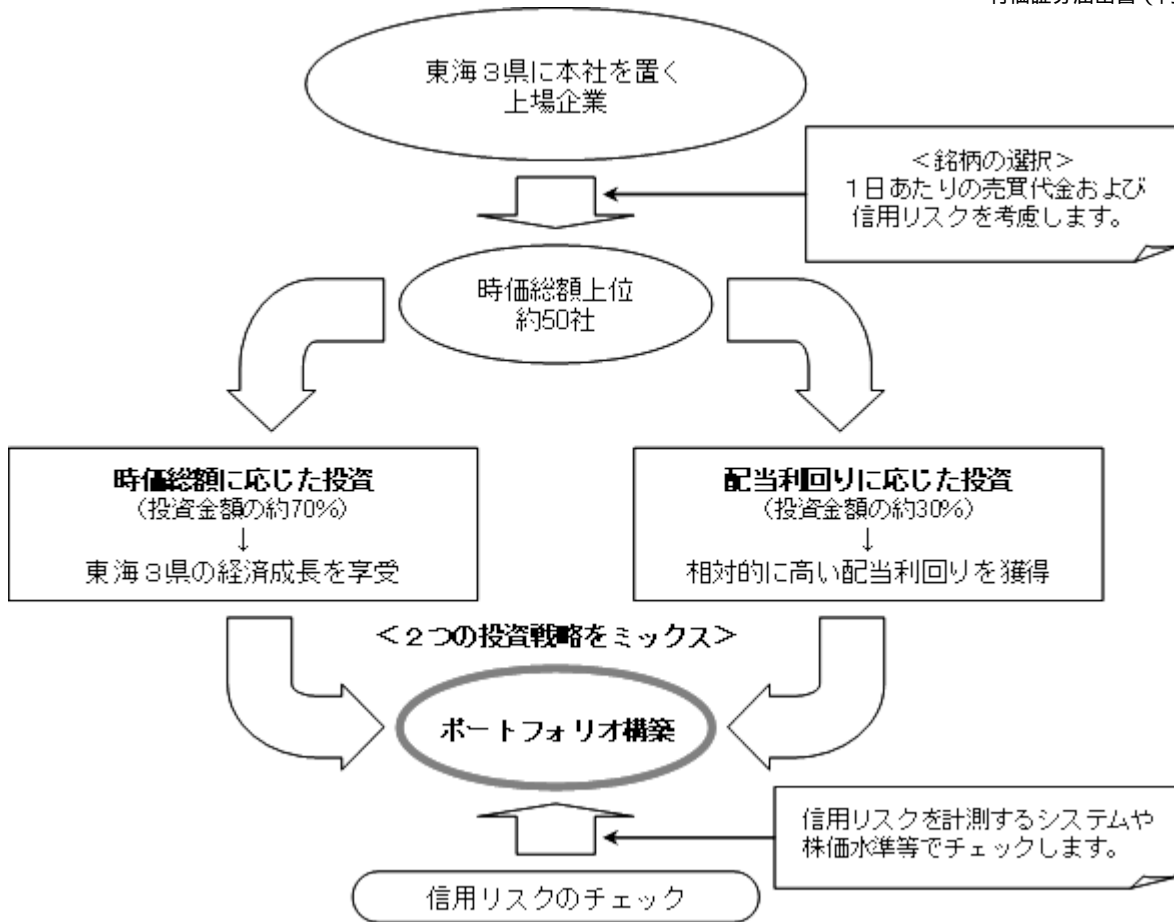 東海３県に本社を置く
上場企業
＜銘柄の選択＞
１日あたりの売買代金および
信用リスクを考慮します。
時価総額上位
約50社
時価総額に応じた投資
（投資金額の約70%）
↓
東海３県の経済成長を享受
配当利回りに応じた投資
（投資金額の約30%）
↓
相対的に高い配当利回りを獲得
＜２つの投資戦略をミックス＞
ポートフォリオ構築
信用リスクを計測するシステムや
株価水準等でチェックします。
信用リスクのチェック